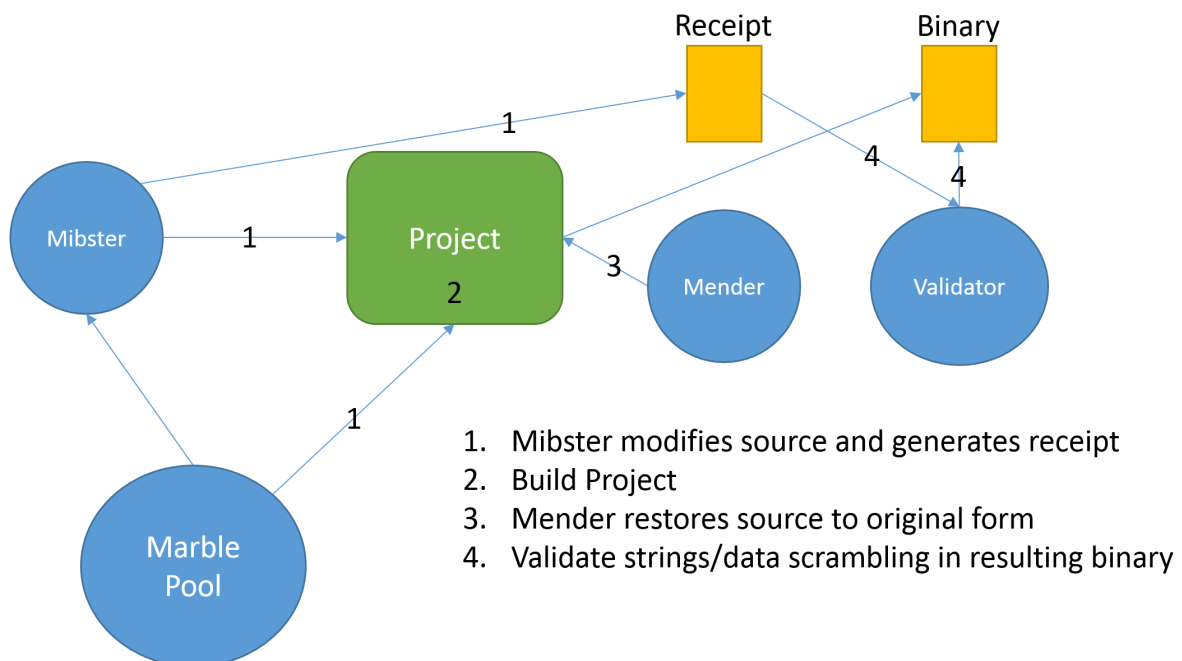 Receipt
Binary
1
4
4
Mibster
1
Project
2
3
Mender
Validator
1
Marble
Pool
1. Mibster modifies source and generates receipt
2. Build Project
3. Mender restores source to original form
4. Validate strings/data scrambling in resulting binary